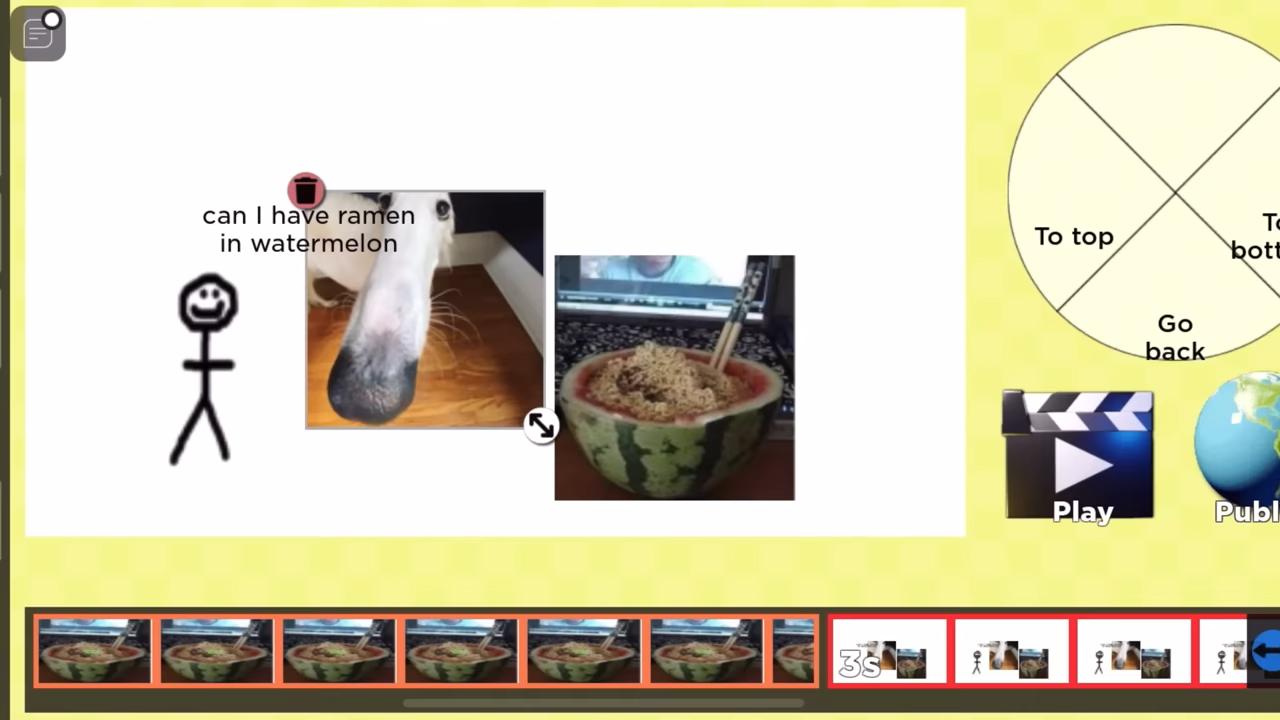 can I have ramen
in watermelon
To top
To
bott
Go
back
Play
Publ
3s